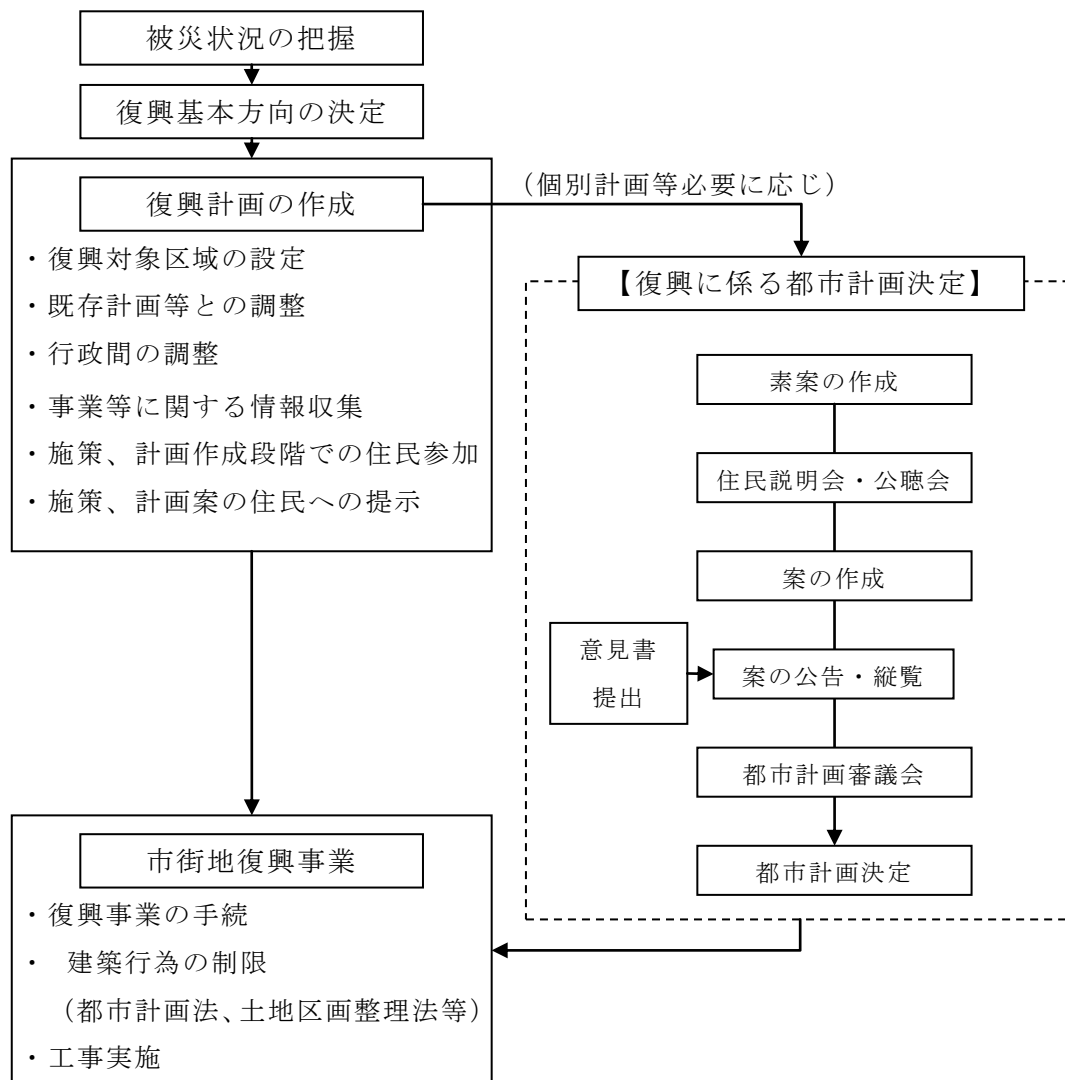 被災状況の把握
復興基本方向の決定
復興計画の作成
(個別計画等必要に応じ)
・復興対象区域の設定
・既存計画等との調整
・行政間の調整
・事業等に関する情報収集
・施策、計画作成段階での住民参加
・施策、計画案の住民への提示
【復興に係る都市計画決定】
素案の作成
住民説明会・公聴会
案の作成
意見書
提出
案の公告・縦覧
都市計画審議会
都市計画決定
市街地復興事業
・復興事業の手続
・ 建築行為の制限
(都市計画法、土地区画整理法等)
・工事実施